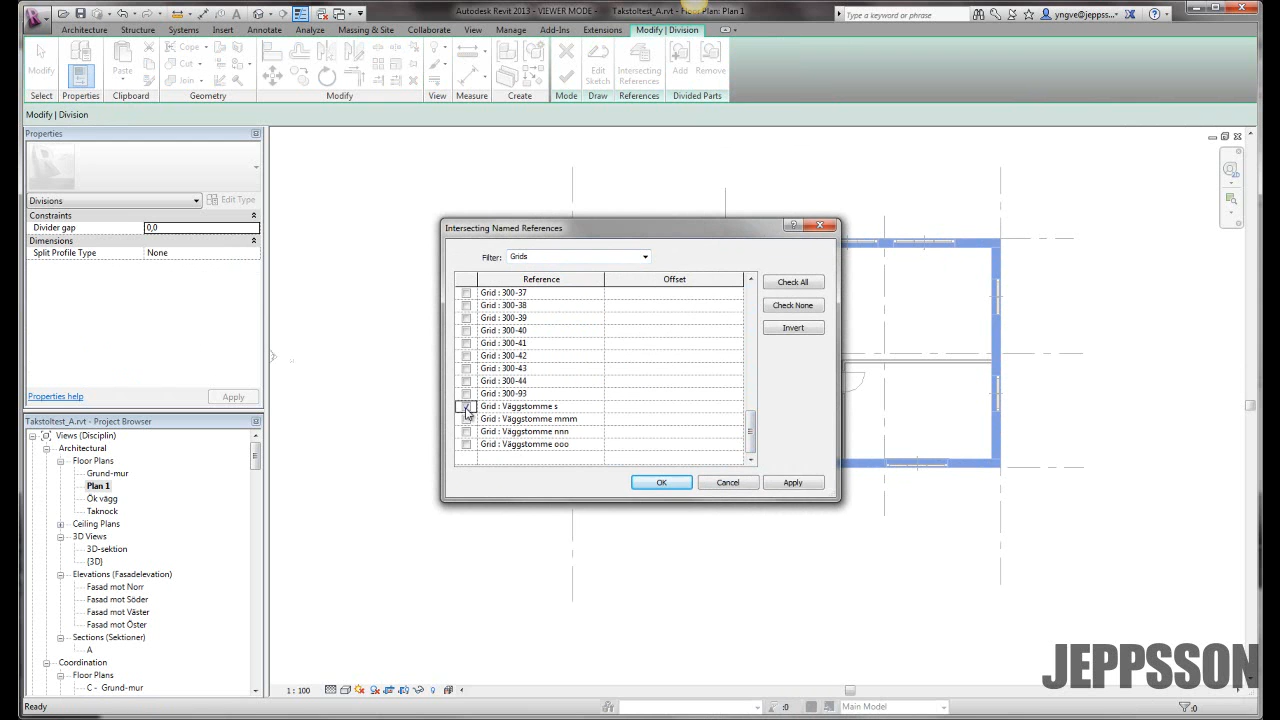 Autodesk Revit 2013 - VIEWER MODE - Takstoltest_A.rvt - Floor Plan: Plan 1
Type a keyword or phrase
yngve@jeppss...
Architecture Structure Systems Insert Annotate Analyze Massing & Site Collaborate View Manage Add-Ins Extensions Modify | Division
Modify
Paste
Cope
Cut
Join
Edit Sketch
Intersecting References
Add
Remove
Select Properties Clipboard Geometry Modify View Measure Create Mode Draw References Divided Parts
Modify | Division
Properties
Divisions
Edit Type
Constraints
Divider gap 0,0
Dimensions
Split Profile Type None
Properties help
Apply
Takstoltest_A.rvt - Project Browser
Views (Disciplin)
Architectural
Floor Plans
Grund-mur
Plan 1
Ök vägg
Taknock
Ceiling Plans
3D Views
3D-sektion
{3D}
Elevations (Fasadelevation)
Fasad mot Norr
Fasad mot Söder
Fasad mot Väster
Fasad mot Öster
Sections (Sektioner)
A
Coordination
Floor Plans
C - Grund-mur
Intersecting Named References
Filter: Grids
Reference Offset
Grid : 300-37
Grid : 300-38
Grid : 300-39
Grid : 300-40
Grid : 300-41
Grid : 300-42
Grid : 300-43
Grid : 300-44
Grid : 300-93
Grid : Väggstomme s
Grid : Väggstomme mmm
Grid : Väggstomme nnn
Grid : Väggstomme ooo
Check All
Check None
Invert
OK
Cancel
Apply
JEPPSSON
1 : 100
Ready
:0
Main Model
:0